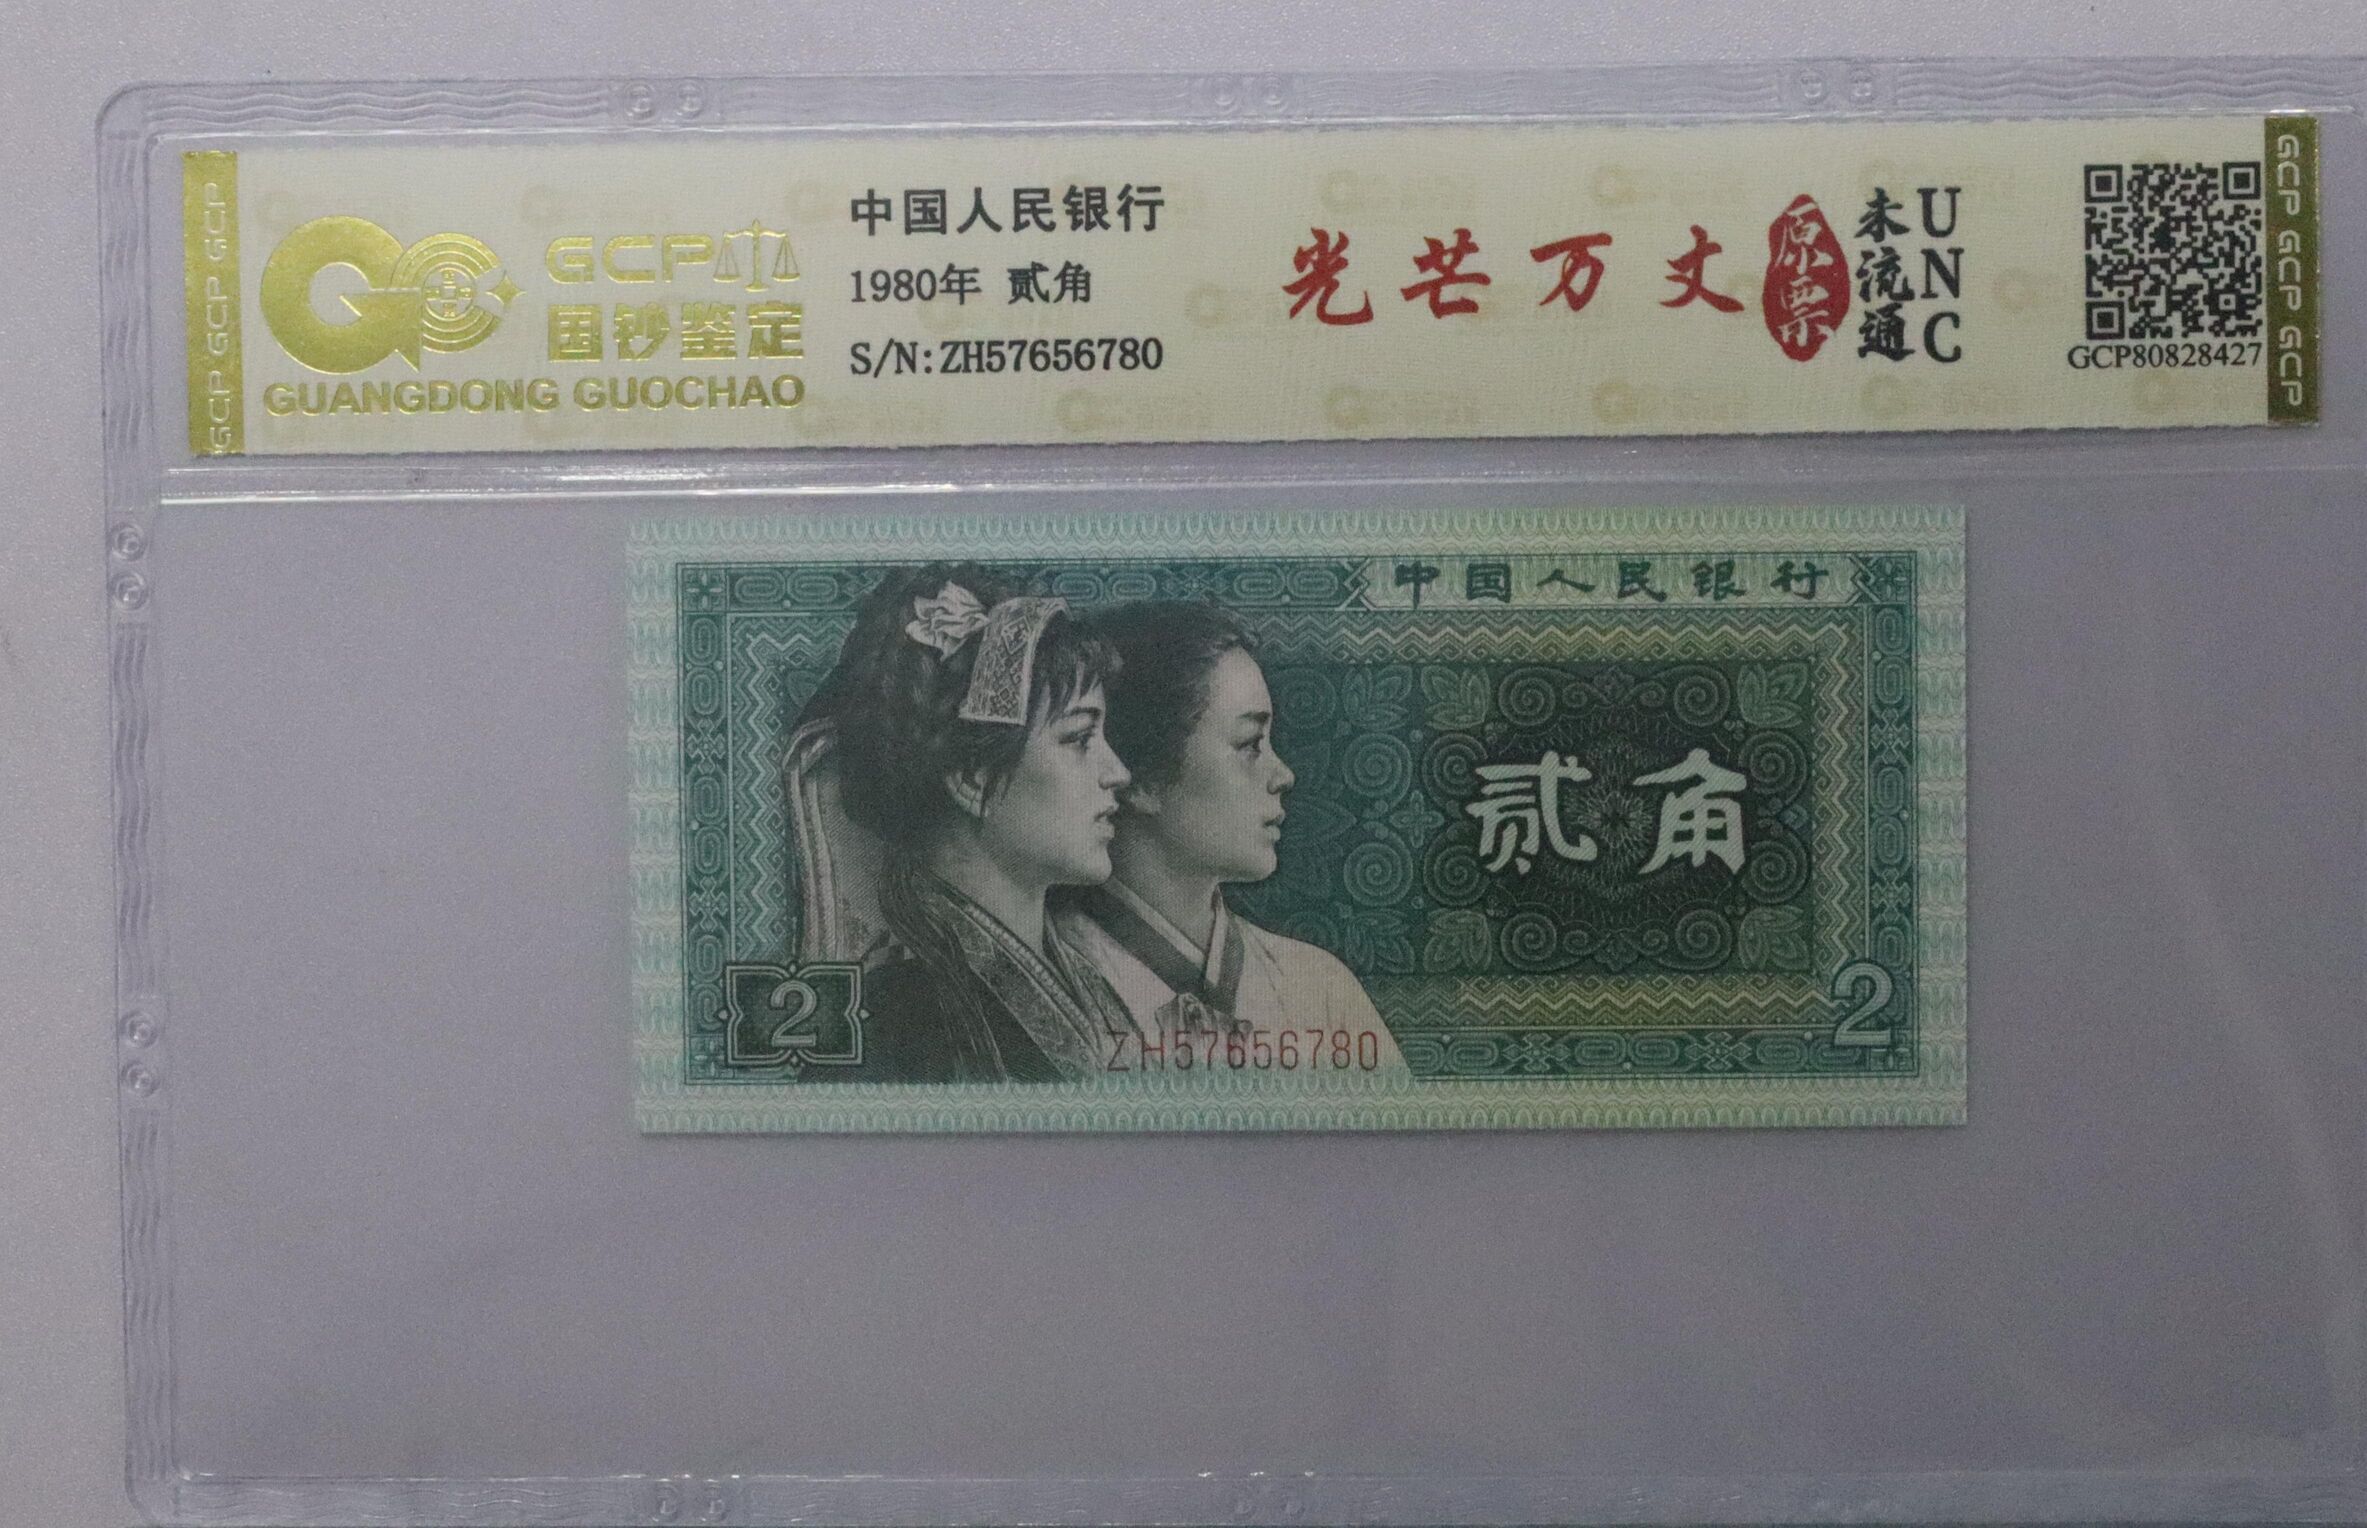 GCP GCP GCP
GCP
国钞鉴定
GUANGDONG GUOCHAO
中国人民银行
1980年 贰角
S/N:ZH57656780
光芒万丈
原票
未流通
UNC
GCP80828427
GCP GCP GCP
中国人民银行
贰角
2
2
ZH57656780